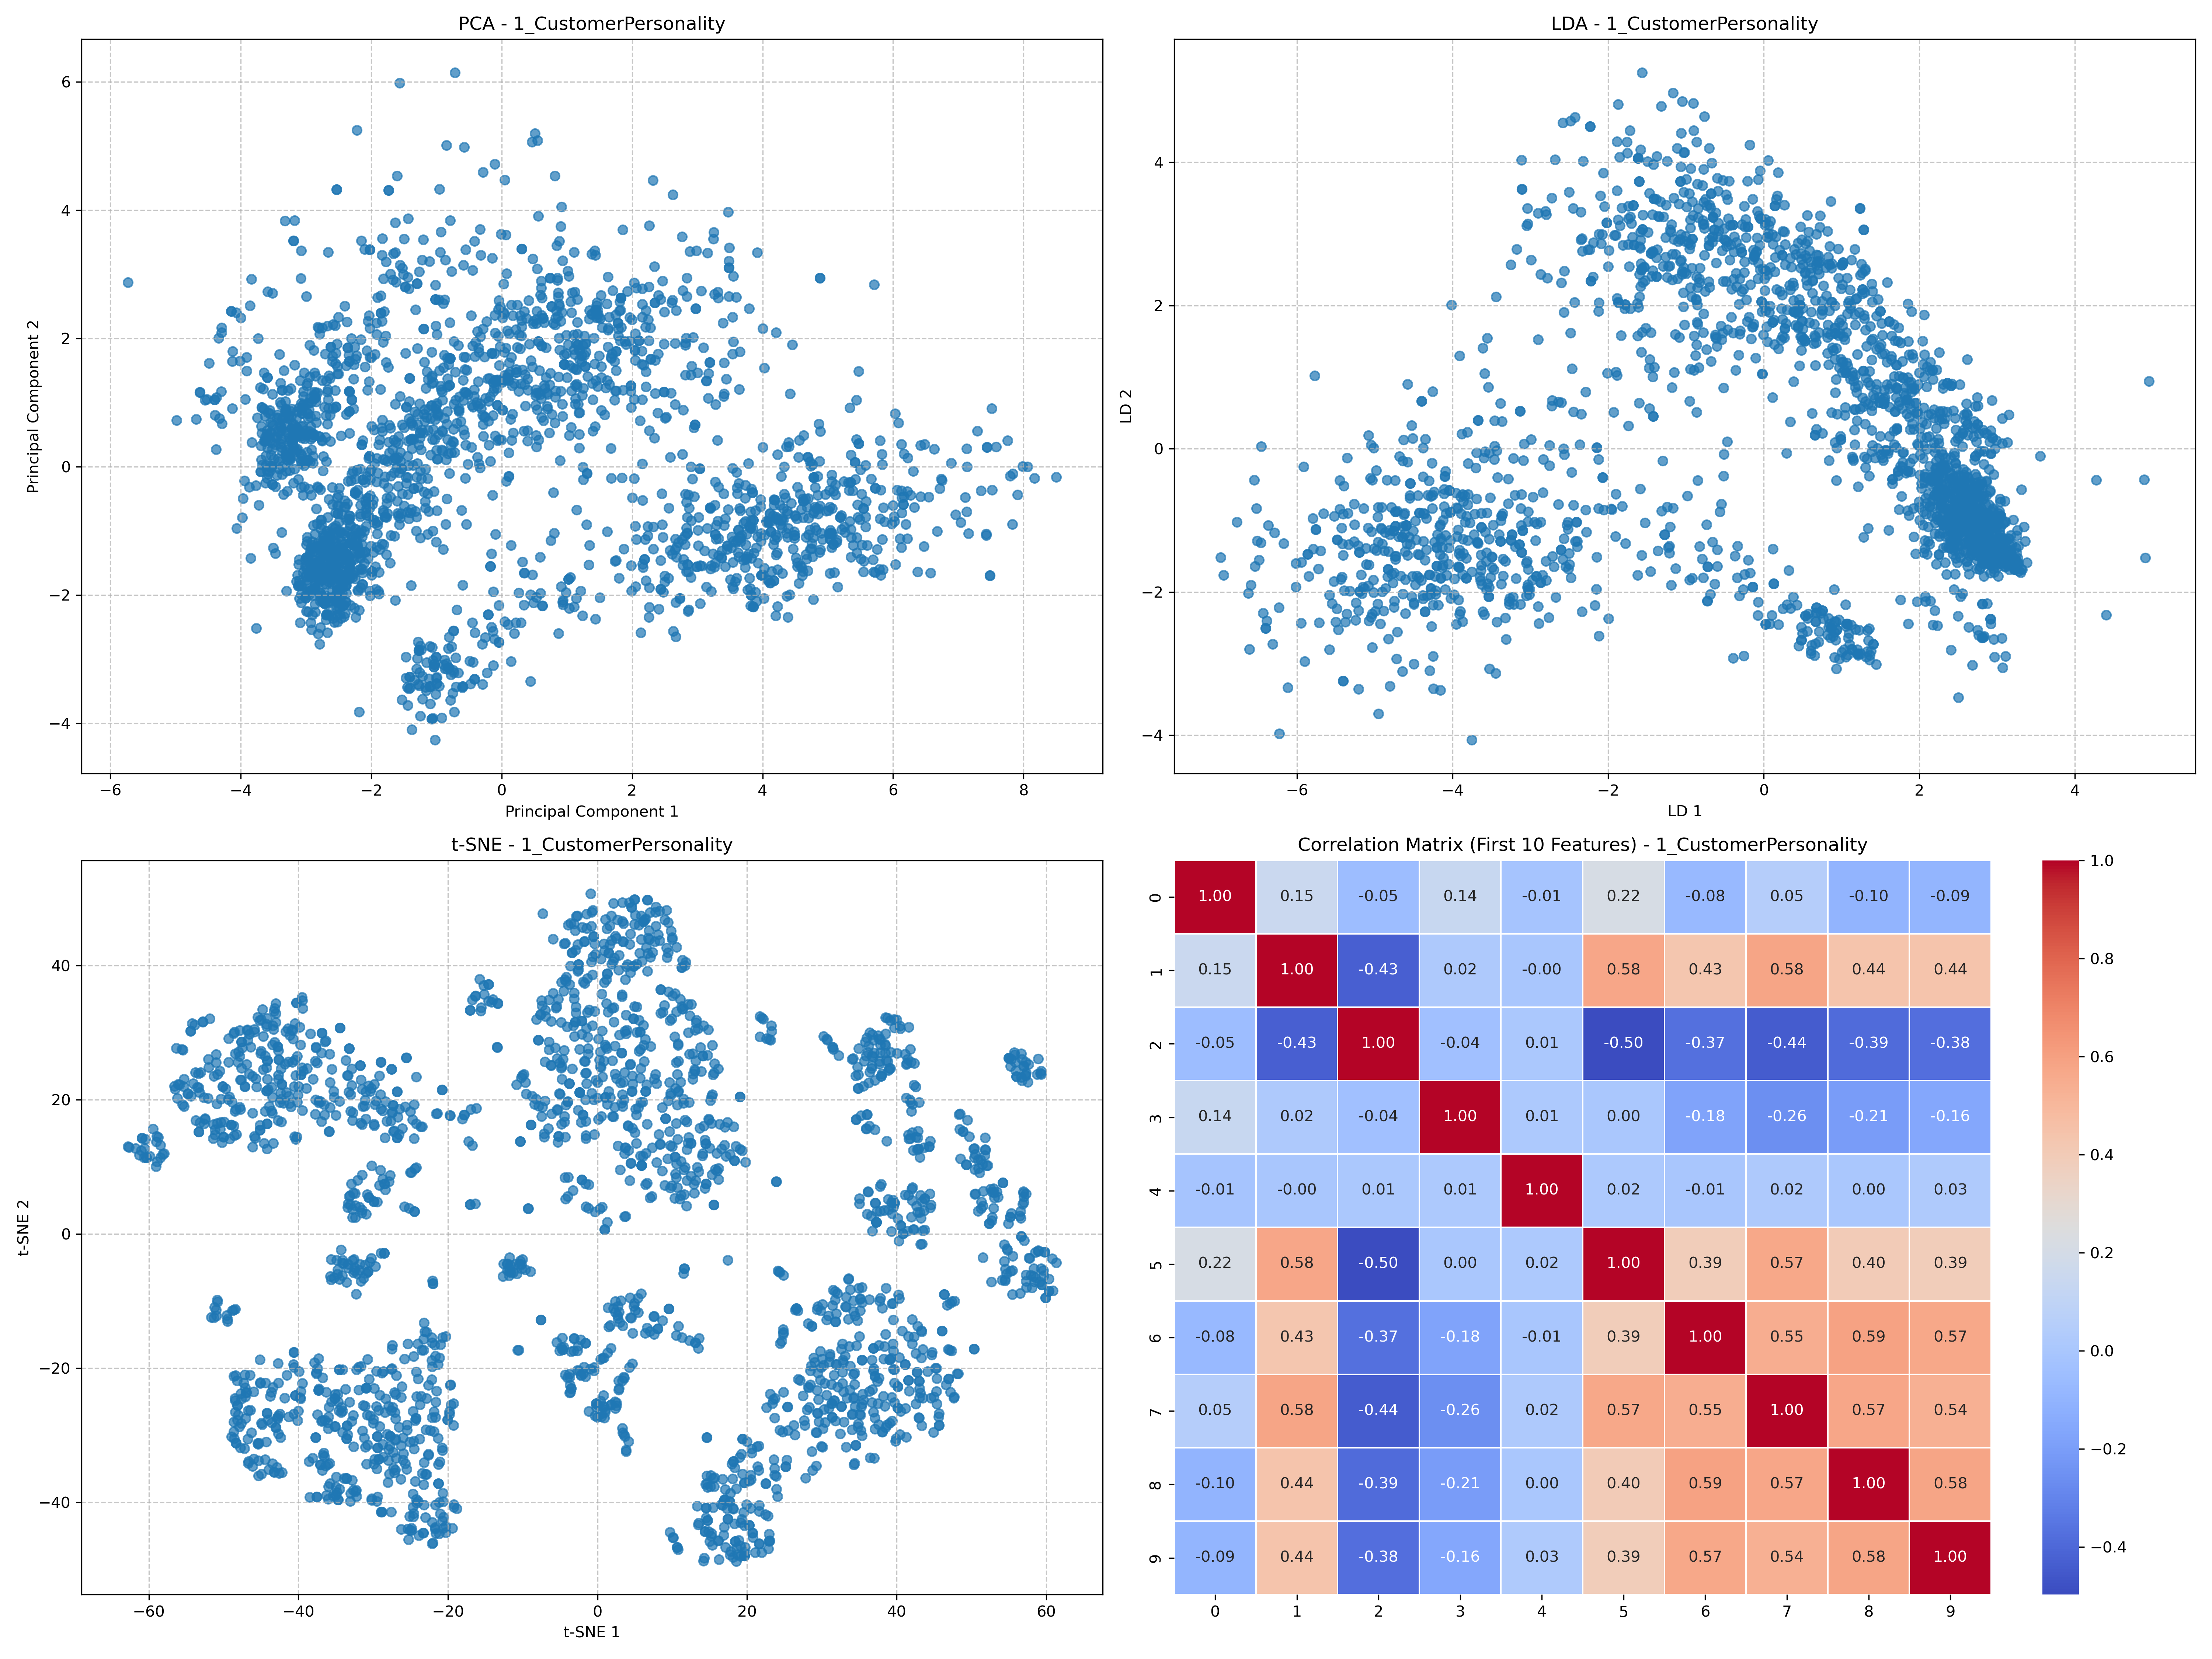 PCA - 1_CustomerPersonality
6
4
2
0
−2
−4
Principal Component 2
−6 −4 −2 0 2 4 6 8
Principal Component 1
LDA - 1_CustomerPersonality
4
2
0
−2
−4
LD 2
−6 −4 −2 0 2 4
LD 1
t-SNE - 1_CustomerPersonality
40
20
0
−20
−40
t-SNE 2
−60 −40 −20 0 20 40 60
t-SNE 1
Correlation Matrix (First 10 Features) - 1_CustomerPersonality
0 1.00 0.15 -0.05 0.14 -0.01 0.22 -0.08 0.05 -0.10 -0.09
1 0.15 1.00 -0.43 0.02 -0.00 0.58 0.43 0.58 0.44 0.44
2 -0.05 -0.43 1.00 -0.04 0.01 -0.50 -0.37 -0.44 -0.39 -0.38
3 0.14 0.02 -0.04 1.00 0.01 0.00 -0.18 -0.26 -0.21 -0.16
4 -0.01 -0.00 0.01 0.01 1.00 0.02 -0.01 0.02 0.00 0.03
5 0.22 0.58 -0.50 0.00 0.02 1.00 0.39 0.57 0.40 0.39
6 -0.08 0.43 -0.37 -0.18 -0.01 0.39 1.00 0.55 0.59 0.57
7 0.05 0.58 -0.44 -0.26 0.02 0.57 0.55 1.00 0.57 0.54
8 -0.10 0.44 -0.39 -0.21 0.00 0.40 0.59 0.57 1.00 0.58
9 -0.09 0.44 -0.38 -0.16 0.03 0.39 0.57 0.54 0.58 1.00
0 1 2 3 4 5 6 7 8 9
1.0
0.8
0.6
0.4
0.2
0.0
−0.2
−0.4